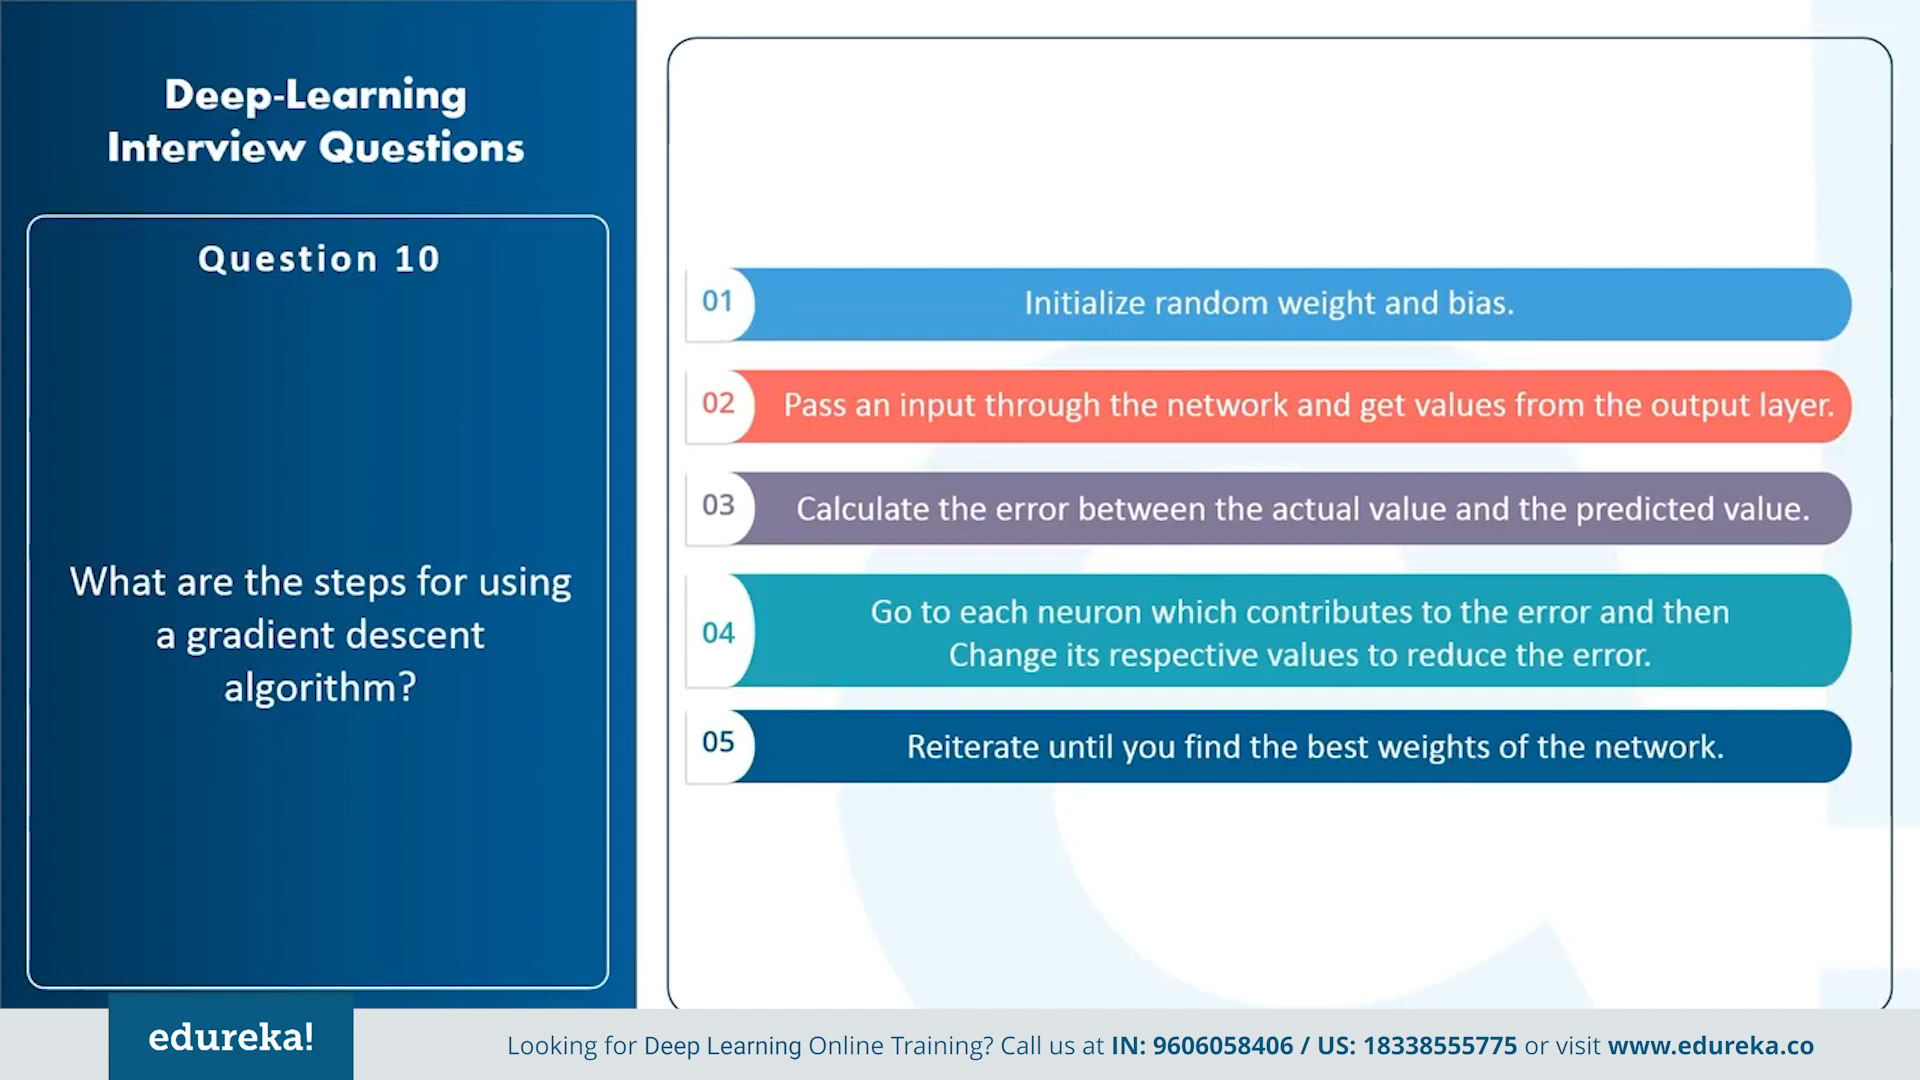 Deep-Learning
Interview Questions
Question 10
What are the steps for using
a gradient descent
algorithm?
01
Initialize random weight and bias.
02
Pass an input through the network and get values from the output layer.
03
Calculate the error between the actual value and the predicted value.
04
Go to each neuron which contributes to the error and then
Change its respective values to reduce the error.
05
Reiterate until you find the best weights of the network.
edureka!
Looking for Deep Learning Online Training? Call us at IN: 9606058406 / US: 18338555775 or visit www.edureka.co